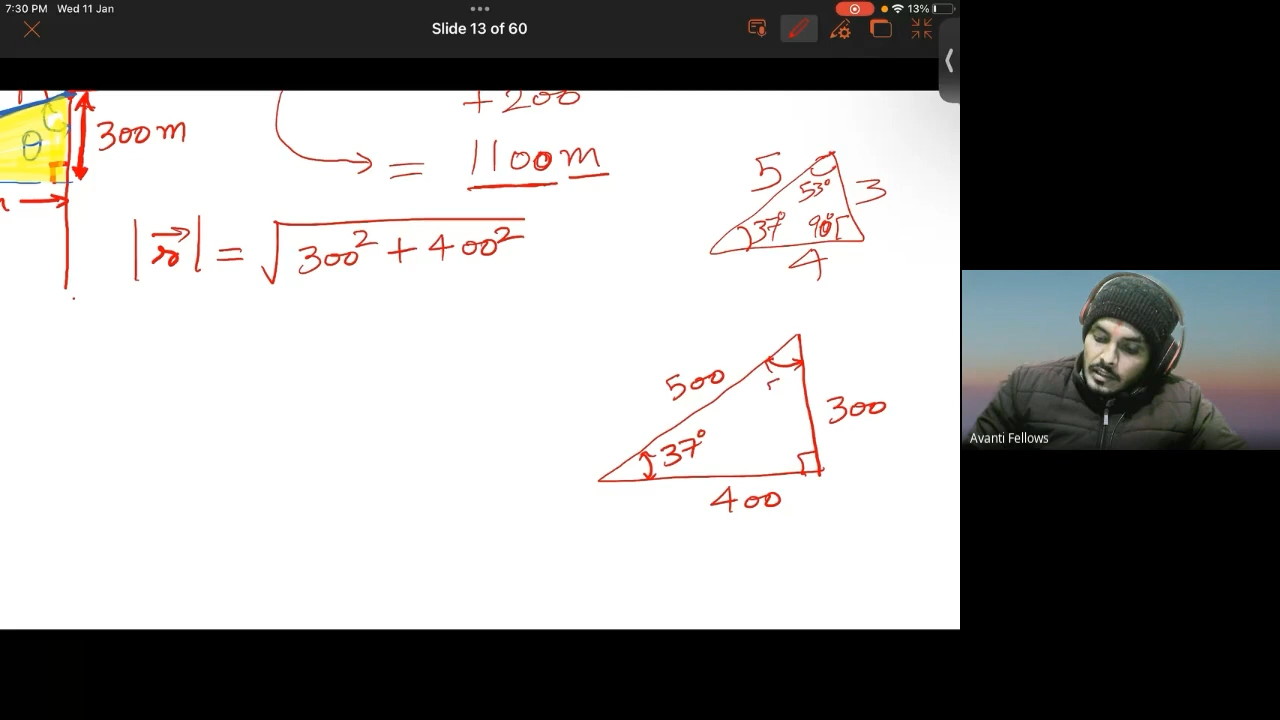 7:30 PM Wed 11 Jan
13%
Slide 13 of 60
+200
300m
θ
= 1100m
|r⃗| = √300² + 400²
5
53°
3
37° 90°
4
500
300
37°
400
Avanti Fellows